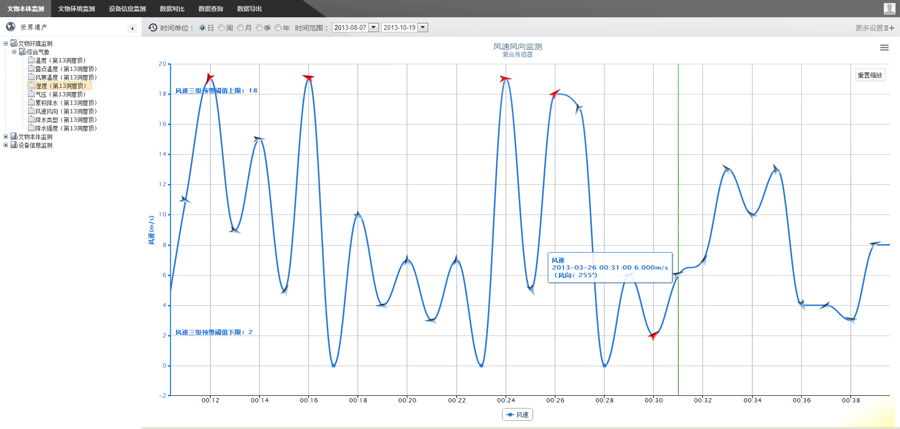 文物本体监测 文物环境监测 设备信息监测 数据对比 数据查询 数据导出
世界遗产
时间单位： 日 周 月 季 年 时间范围： 2013-08-07 2013-10-19 更多设置
文物环境监测
综合气象
温度（第13洞窟顶）
露点温度（第13洞窟顶）
风寒温度（第13洞窟顶）
湿度（第13洞窟顶）
气压（第13洞窟顶）
累积降水（第13洞窟顶）
风速风向（第13洞窟顶）
降水类型（第13洞窟顶）
降水强度（第13洞窟顶）
文物本体监测
设备信息监测
风速风向监测
复合传感器
重置缩放
风速三级预警阈值上限：18
风速三级预警阈值下限：2
风速(m/s)
20
18
16
14
12
10
8
6
4
2
0
-2
风速
2013-03-26 00:31:00 6.000m/s
（风向：255°）
00:12 00:14 00:16 00:18 00:20 00:22 00:24 00:26 00:28 00:30 00:32 00:34 00:36 00:38
风速